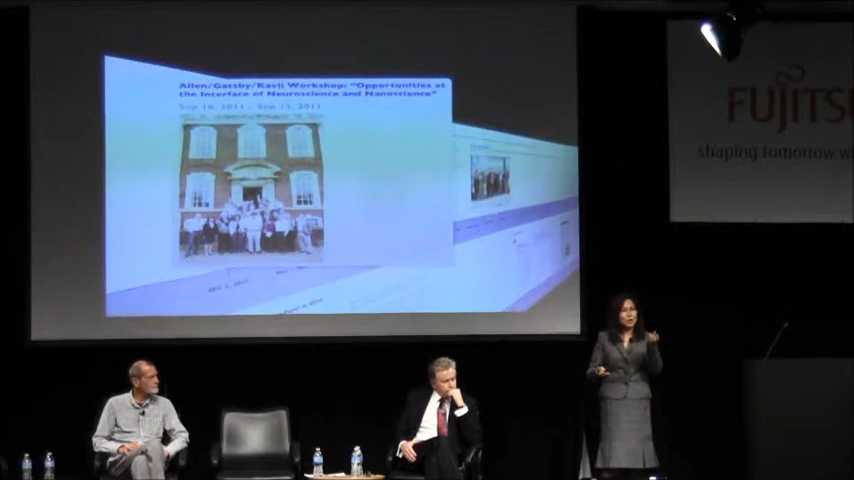 Allen/Gatsby/Kavli Workshop: "Opportunities at
the Interface of Neuroscience and Nanoscience"
Sep 10, 2011 – Sep 13, 2011
FUJITSU
shaping tomorrow w